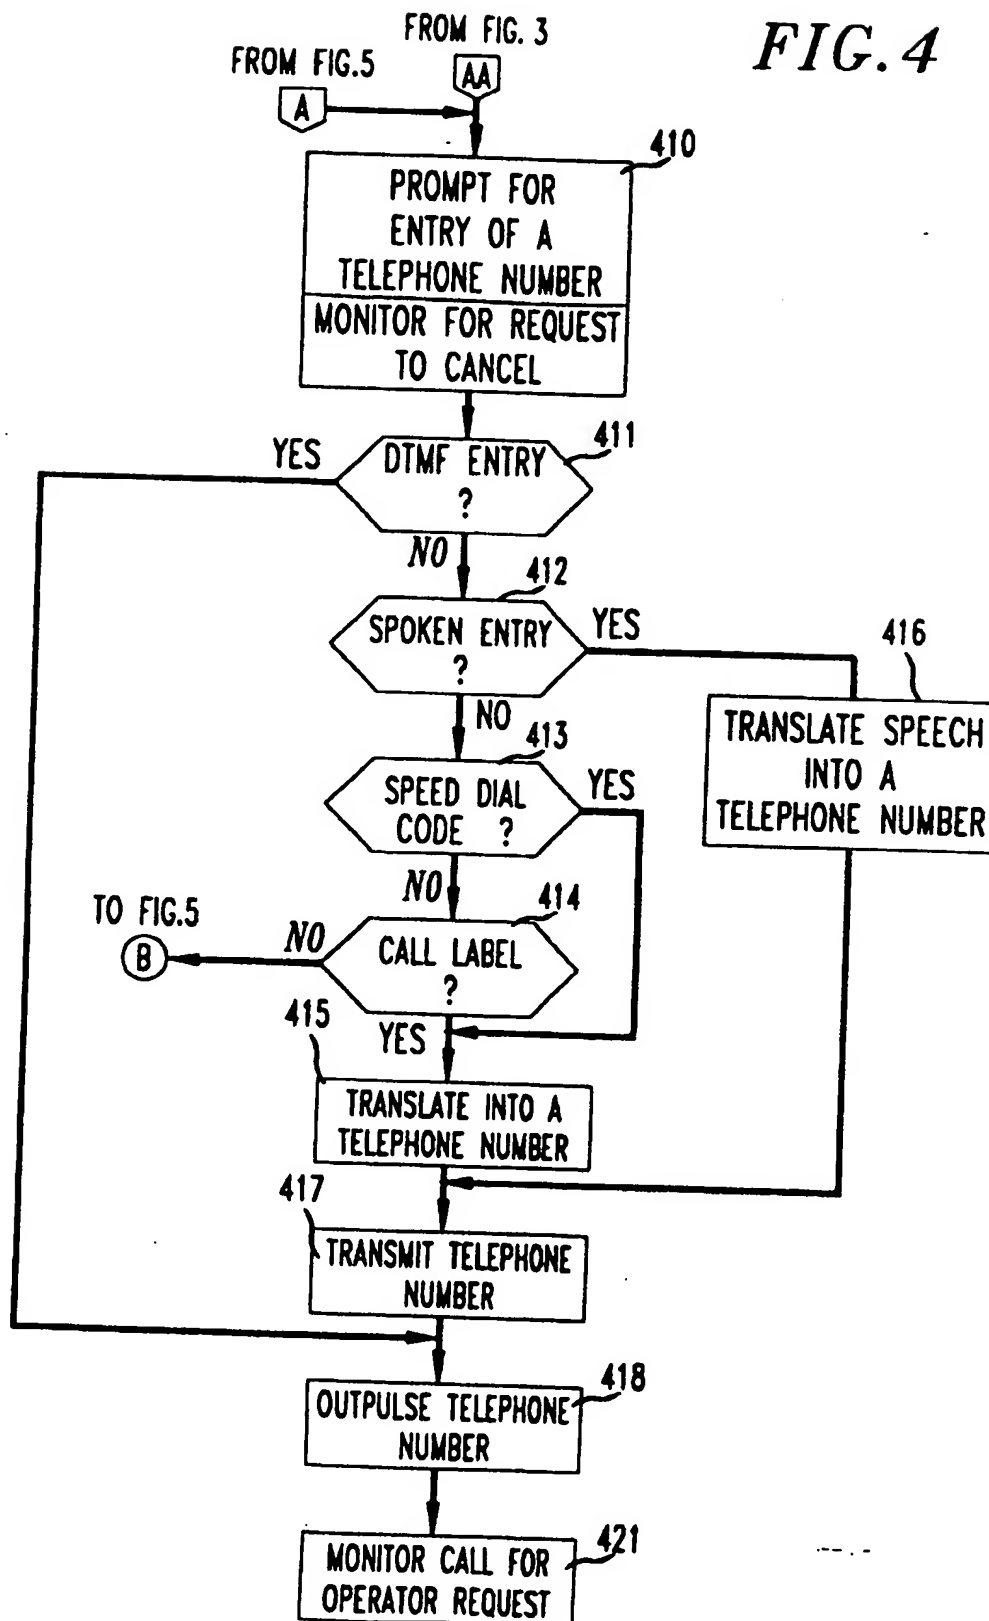 FIG. 4
FROM FIG. 3
AA
FROM FIG.5
A
410
PROMPT FOR
ENTRY OF A
TELEPHONE NUMBER
MONITOR FOR REQUEST
TO CANCEL
411
YES
DTMF ENTRY
?
NO
412
SPOKEN ENTRY
?
YES
416
TRANSLATE SPEECH
INTO A
TELEPHONE NUMBER
NO
413
SPEED DIAL
CODE ?
YES
NO
414
TO FIG.5
B
NO
CALL LABEL
?
415
YES
TRANSLATE INTO A
TELEPHONE NUMBER
417
TRANSMIT TELEPHONE
NUMBER
418
OUTPULSE TELEPHONE
NUMBER
421
MONITOR CALL FOR
OPERATOR REQUEST